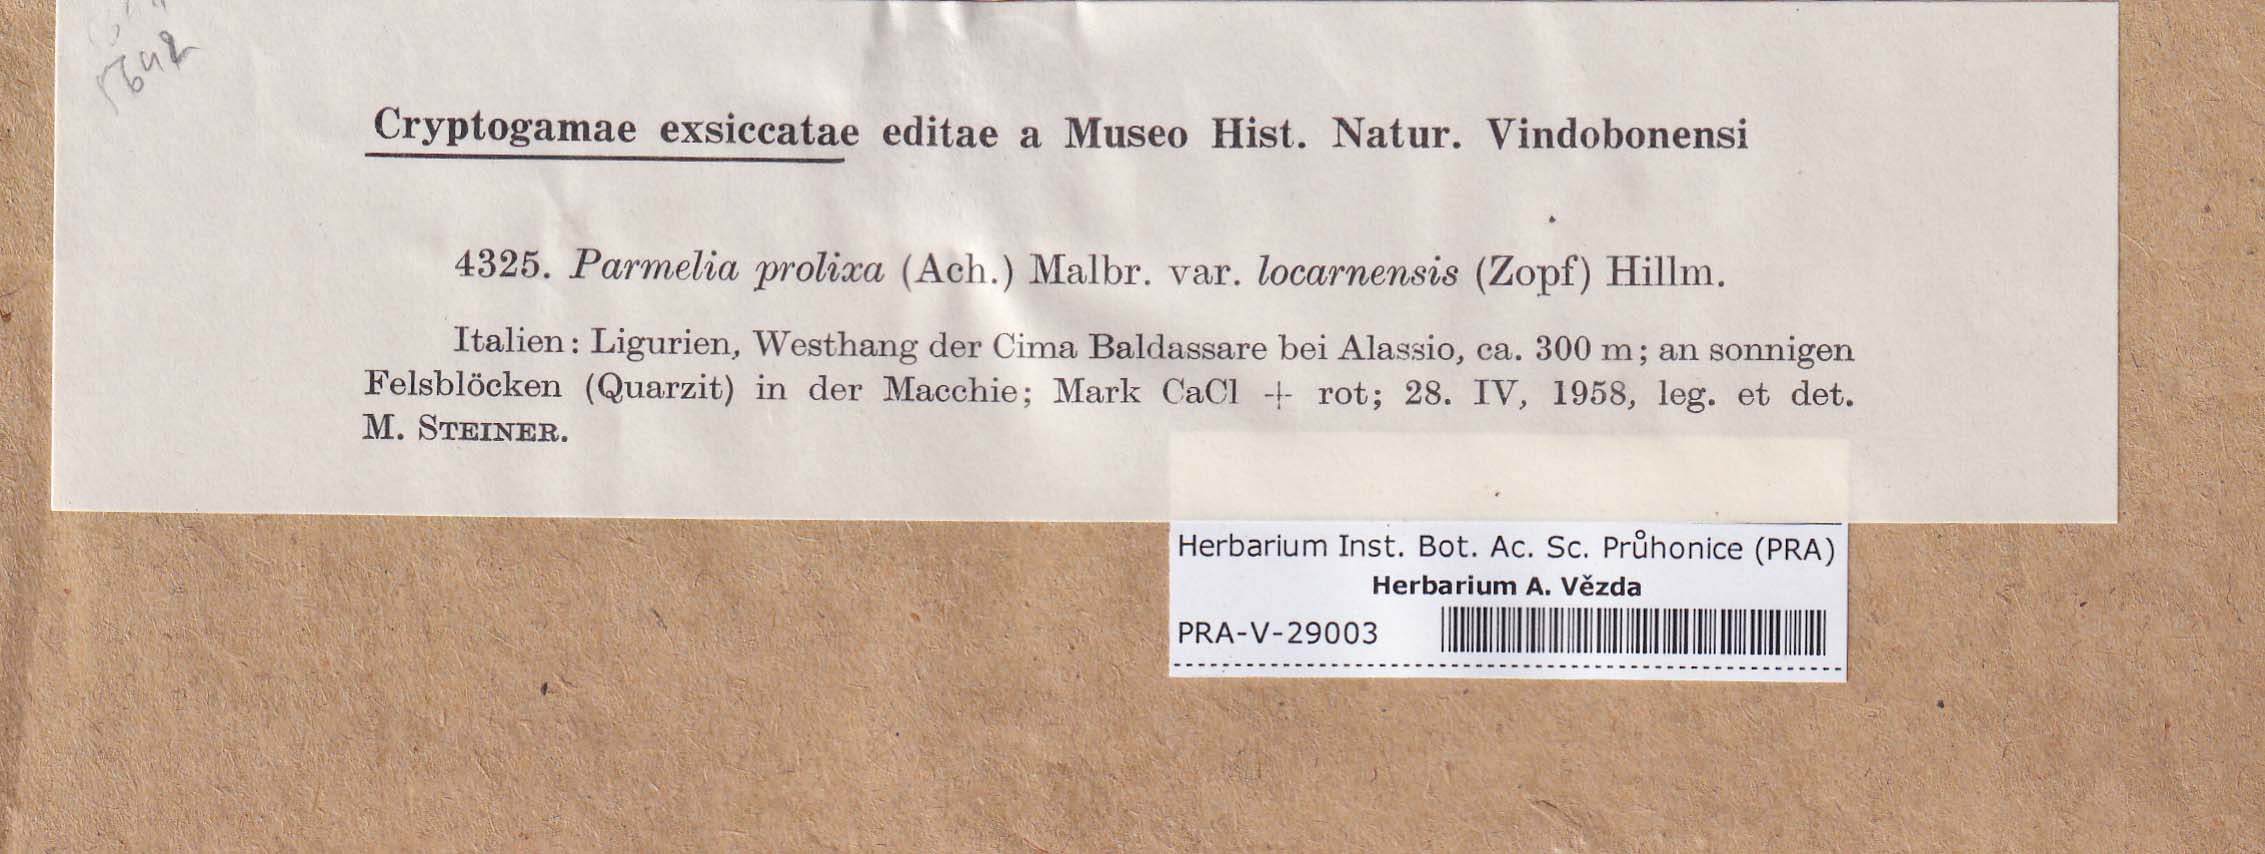 Cryptogamae exsiccatae editae a Museo Hist. Natur. Vindobonensi
4325. Parmelia prolixa (Ach.) Malbr. var. locarnensis (Zopf) Hillm.
Italien: Ligurien, Westhang der Cima Baldassare bei Alassio, ca. 300 m; an sonnigen
Felsblöcken (Quarzit) in der Macchie; Mark CaCl + rot; 28. IV, 1958, leg. et det.
M. STEINER.
Herbarium Inst. Bot. Ac. Sc. Průhonice (PRA)
Herbarium A. Vězda
PRA-V-29003